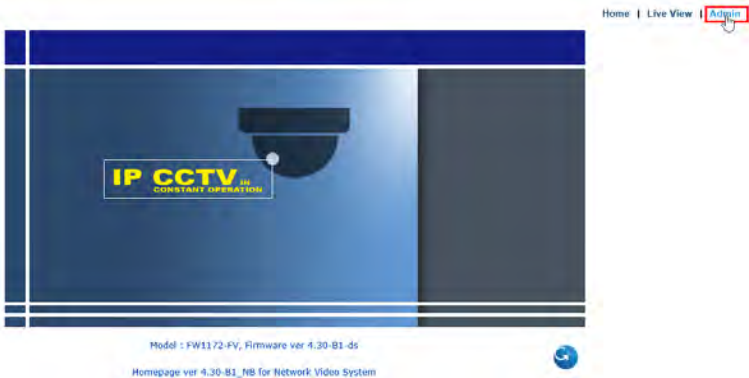 Home | Live View | Admin
IP CCTV IN
CONSTANT OPERATION
Model : FW1172-FV, Firmware ver 4.30-B1-ds
Homepage ver 4.30-B1_NB for Network Video System